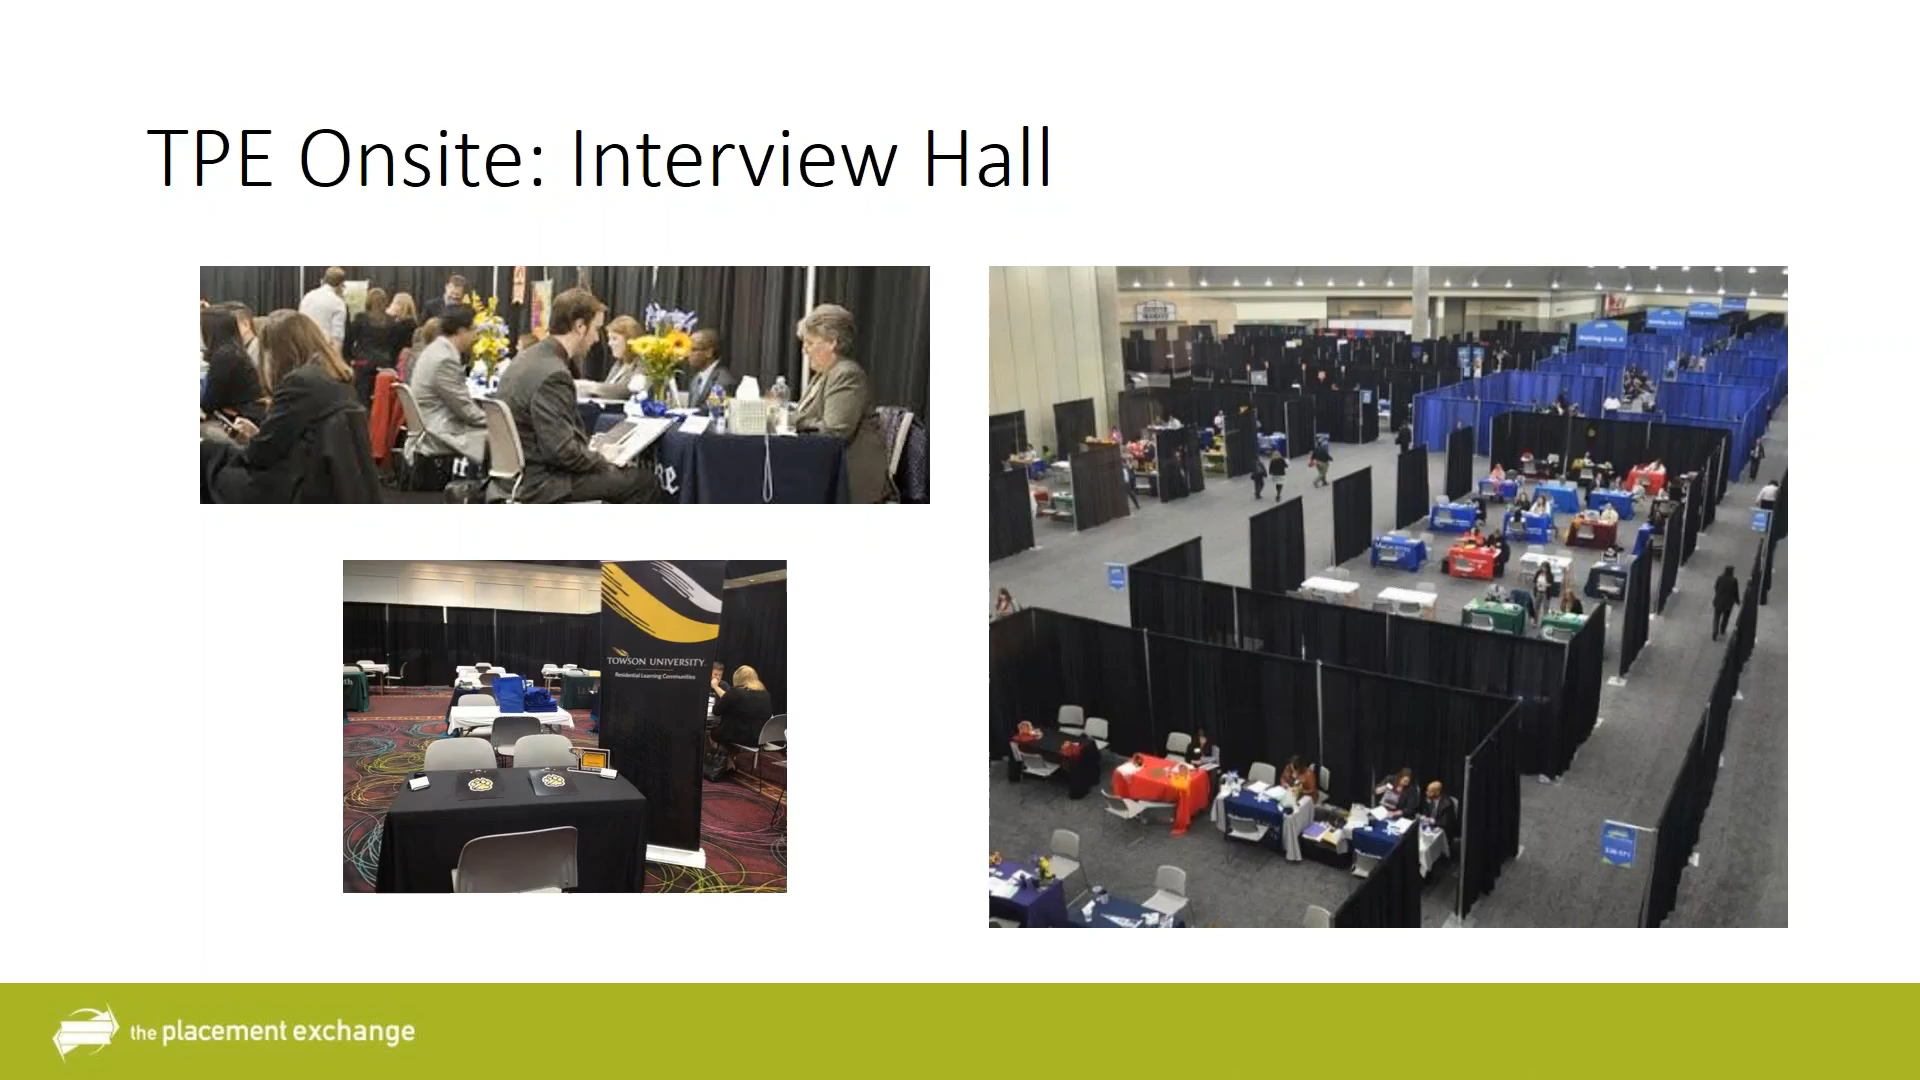 TPE Onsite: Interview Hall
TOWSON UNIVERSITY
Residential Learning Communities
the placement exchange